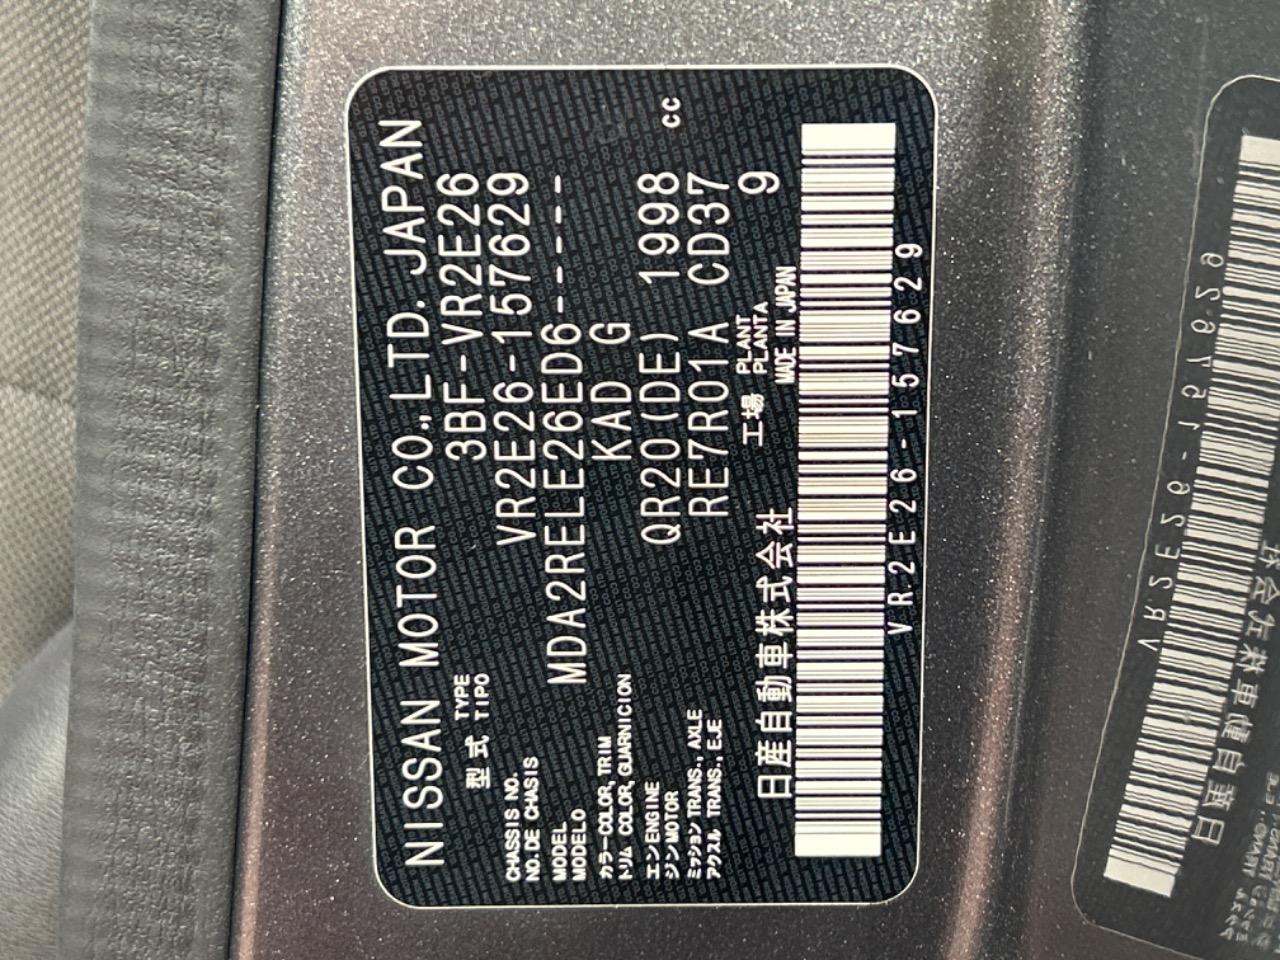 NISSAN MOTOR CO.,LTD. JAPAN
型式 TYPE TIPO 3BF-VR2E26
CHASSIS NO. NO. DE CHASIS VR2E26-157629
MODEL MODELO MDA2RELE26ED6------
カラー COLOR, TRIM トリム COLOR, GUARNICION KAD G
エンジン ENGINE MOTOR QR20(DE) 1998 cc
ミッション TRANS., AXLE アクスル TRANS., EJE RE7R01A CD37
工場 PLANT PLANTA 9
日産自動車株式会社 MADE IN JAPAN
VR2E26-157629